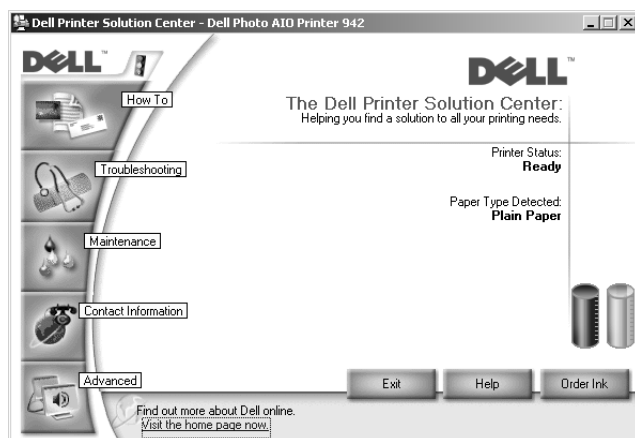 Dell Printer Solution Center - Dell Photo AIO Printer 942
DELL™
DELL™
How To
The Dell Printer Solution Center:
Helping you find a solution to all your printing needs.
Printer Status:
Ready
Troubleshooting
Paper Type Detected:
Plain Paper
Maintenance
Contact Information
Advanced
Exit
Help
Order Ink
Find out more about Dell online.
Visit the home page now.